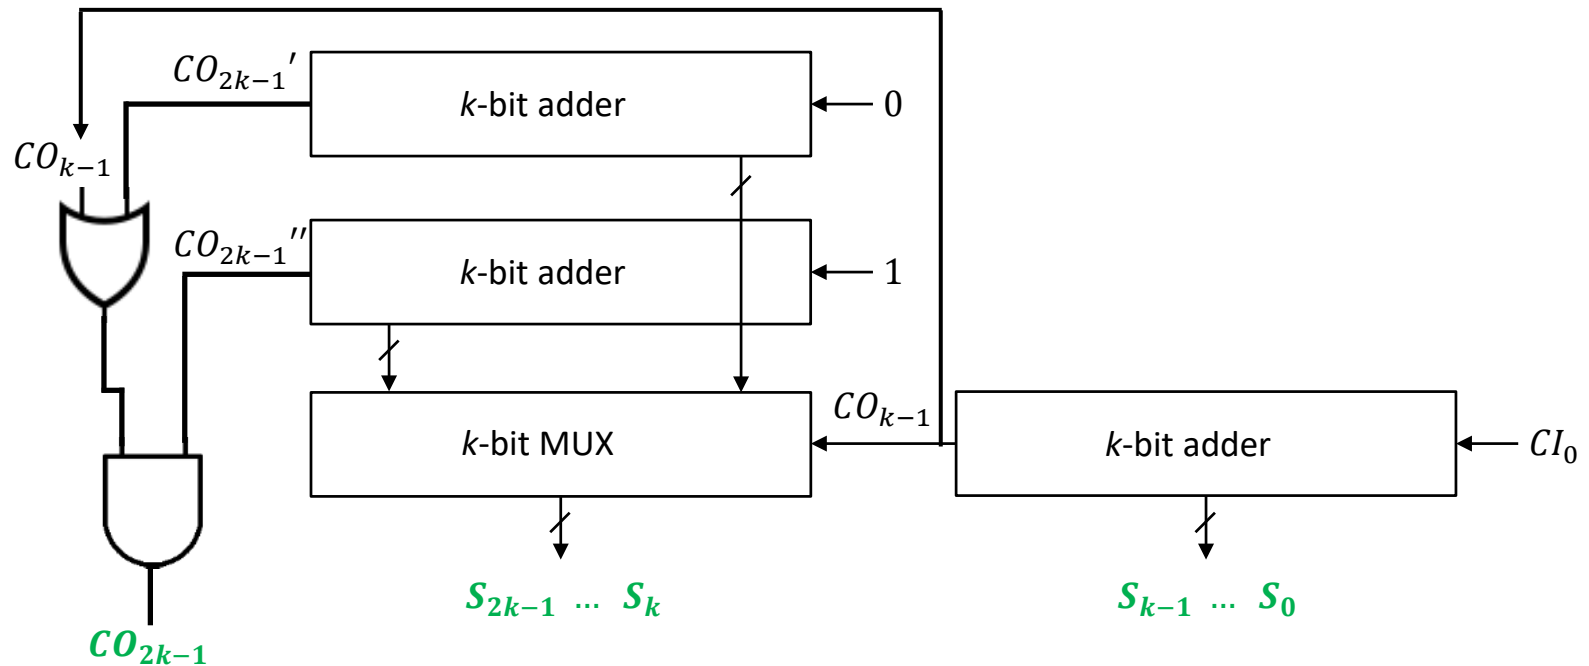 CO₂ₖ₋₁′
k-bit adder
0
COₖ₋₁
CO₂ₖ₋₁′′
k-bit adder
1
k-bit MUX
COₖ₋₁
k-bit adder
CI₀
S₂ₖ₋₁ … Sₖ
Sₖ₋₁ … S₀
CO₂ₖ₋₁